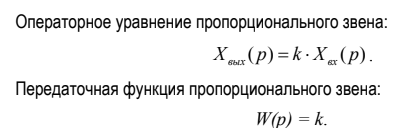 Операторное уравнение пропорционального звена:
X_вых(p) = k · X_вх(p).
Передаточная функция пропорционального звена:
W(p) = k.